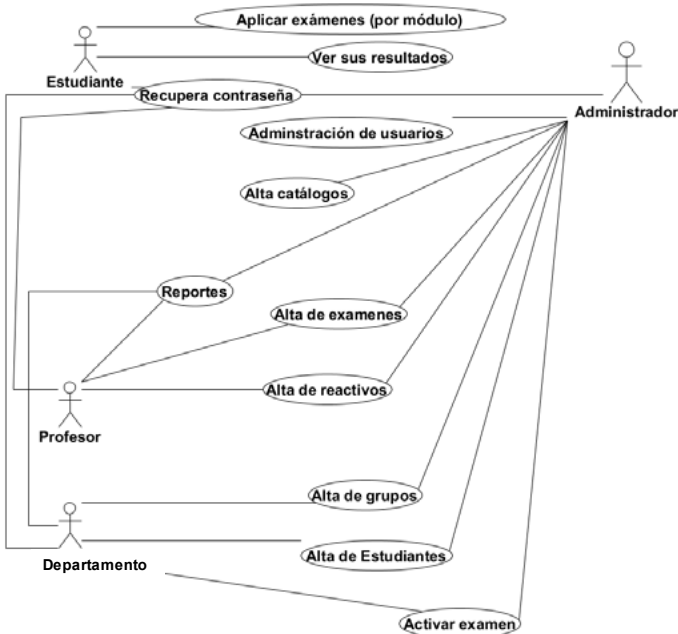 Aplicar exámenes (por módulo)
Ver sus resultados
Estudiante
Recupera contraseña
Administrador
Adminstración de usuarios
Alta catálogos
Reportes
Alta de examenes
Alta de reactivos
Profesor
Alta de grupos
Alta de Estudiantes
Departamento
Activar examen